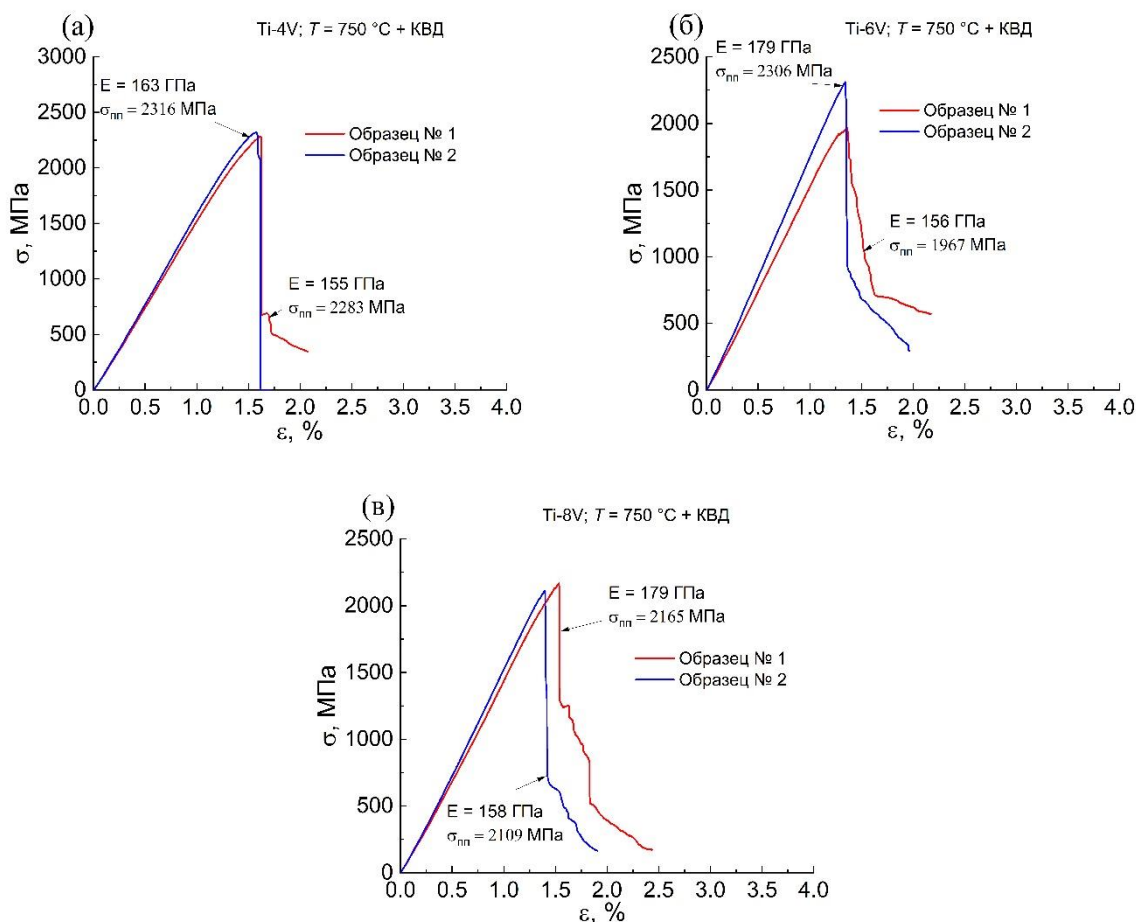 (а)
Ti-4V; T = 750 °C + КВД
E = 163 ГПа
σпп = 2316 МПа
Образец № 1
Образец № 2
E = 155 ГПа
σпп = 2283 МПа
σ, МПа
3000
2500
2000
1500
1000
500
0
0.0 0.5 1.0 1.5 2.0 2.5 3.0 3.5 4.0
ε, %
(б)
Ti-6V; T = 750 °C + КВД
E = 179 ГПа
σпп = 2306 МПа
Образец № 1
Образец № 2
E = 156 ГПа
σпп = 1967 МПа
σ, МПа
2500
2000
1500
1000
500
0
0.0 0.5 1.0 1.5 2.0 2.5 3.0 3.5 4.0
ε, %
(в)
Ti-8V; T = 750 °C + КВД
E = 179 ГПа
σпп = 2165 МПа
Образец № 1
Образец № 2
E = 158 ГПа
σпп = 2109 МПа
σ, МПа
2500
2000
1500
1000
500
0
0.0 0.5 1.0 1.5 2.0 2.5 3.0 3.5 4.0
ε, %